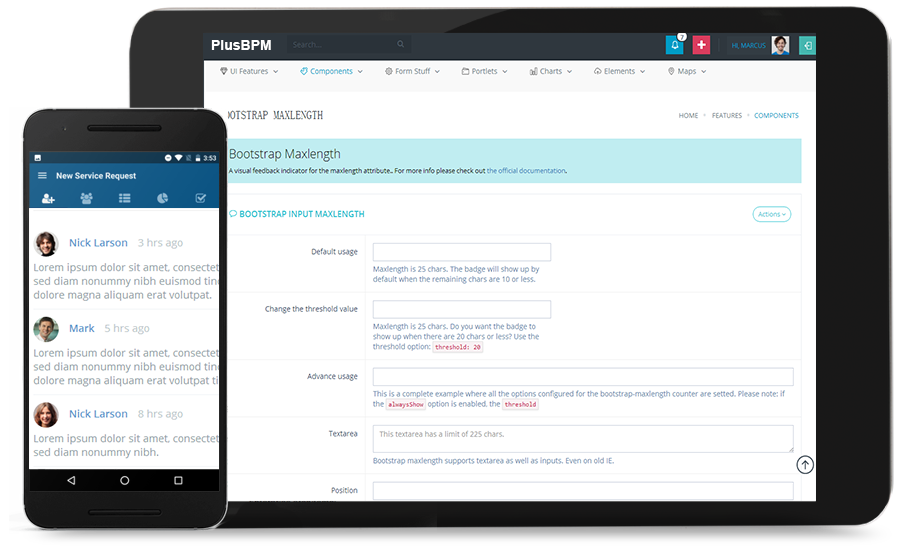 PlusBPM
Search...
7
HI, MARCUS
UI Features
Components
Form Stuff
Portlets
Charts
Elements
Maps
OTSTRAP MAXLENGTH
HOME
FEATURES
COMPONENTS
Bootstrap Maxlength
A visual feedback indicator for the maxlength attribute.. For more info please check out the official documentation.
BOOTSTRAP INPUT MAXLENGTH
Actions
Default usage
Maxlength is 25 chars. The badge will show up by
default when the remaining chars are 10 or less.
Change the threshold value
Maxlength is 25 chars. Do you want the badge to
show up when there are 20 chars or less? Use the
threshold option: threshold: 20
Advance usage
This is a complete example where all the options configured for the bootstrap-maxlength counter are set. Please note: if
the alwaysShow option is enabled, the threshold
Textarea
This textarea has a limit of 225 chars.
Bootstrap maxlength supports textarea as well as inputs. Even on old IE.
Position
3:53
New Service Request
Nick Larson 3 hrs ago
Lorem ipsum dolor sit amet, consectet
sed diam nonummy nibh euismod tinc
dolore magna aliquam erat volutpat.
Mark 5 hrs ago
Lorem ipsum dolor sit amet, consectet
sed diam nonummy nibh euismod tinc
dolore magna aliquam erat volutpat ti
Nick Larson 8 hrs ago
Lorem ipsum dolor sit amet, consectet
sed diam nonummy nibh.